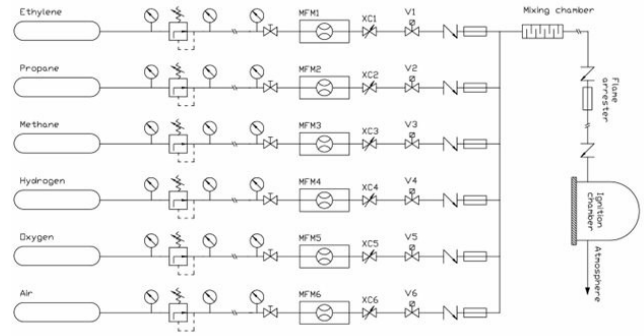 Ethylene
MFM1
XC1
V1
Mixing chamber
Propane
MFM2
XC2
V2
Flame
arrester
Methane
MFM3
XC3
V3
Hydrogen
MFM4
XC4
V4
Ignition
chamber
Oxygen
MFM5
XC5
V5
Atmosphere
Air
MFM6
XC6
V6